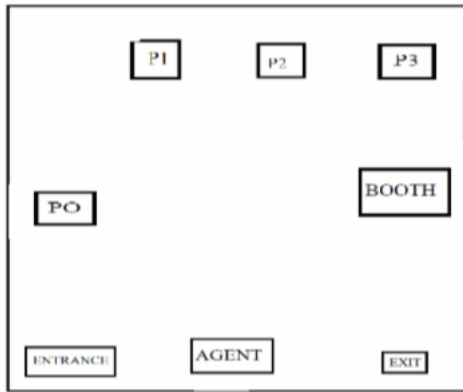 P1
P2
P3
PO
BOOTH
ENTRANCE
AGENT
EXIT